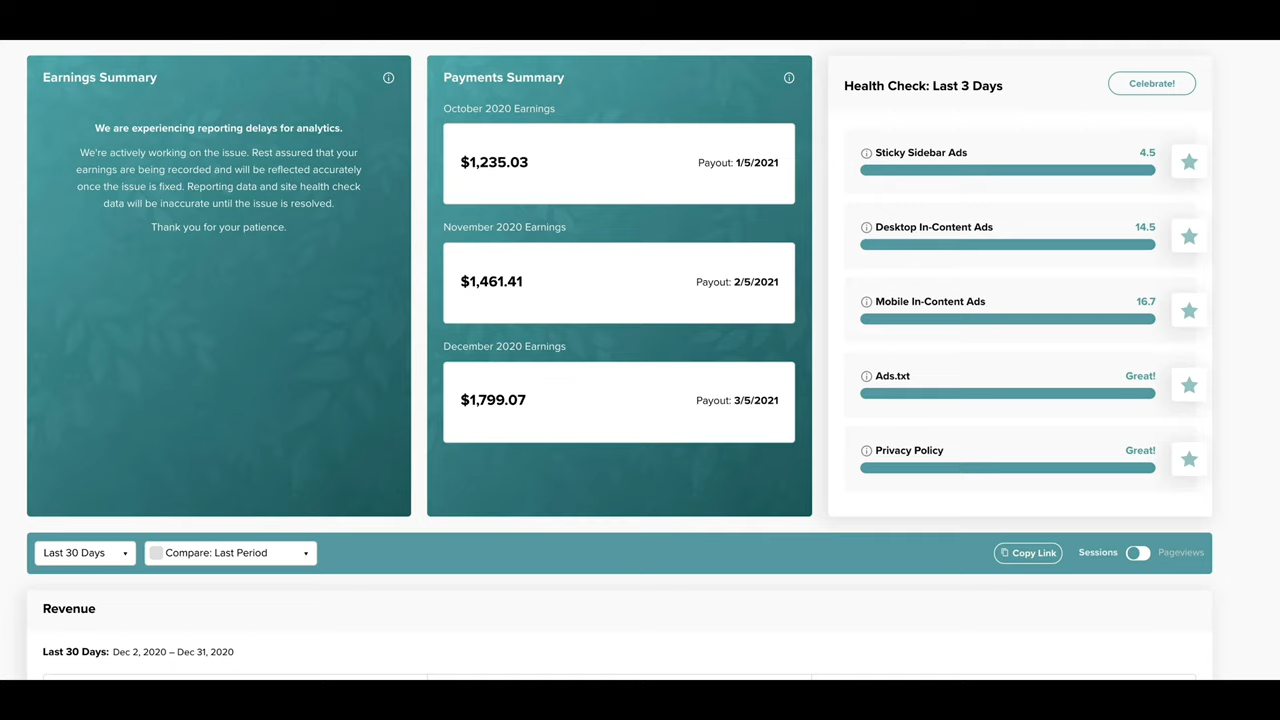 Earnings Summary
We are experiencing reporting delays for analytics.
We're actively working on the issue. Rest assured that your
earnings are being recorded and will be reflected accurately
once the issue is fixed. Reporting data and site health check
data will be inaccurate until the issue is resolved.
Thank you for your patience.
Payments Summary
October 2020 Earnings
$1,235.03 Payout: 1/5/2021
November 2020 Earnings
$1,461.41 Payout: 2/5/2021
December 2020 Earnings
$1,799.07 Payout: 3/5/2021
Health Check: Last 3 Days
Celebrate!
Sticky Sidebar Ads 4.5
Desktop In-Content Ads 14.5
Mobile In-Content Ads 16.7
Ads.txt Great!
Privacy Policy Great!
Last 30 Days Compare: Last Period Copy Link Sessions Pageviews
Revenue
Last 30 Days: Dec 2, 2020 – Dec 31, 2020